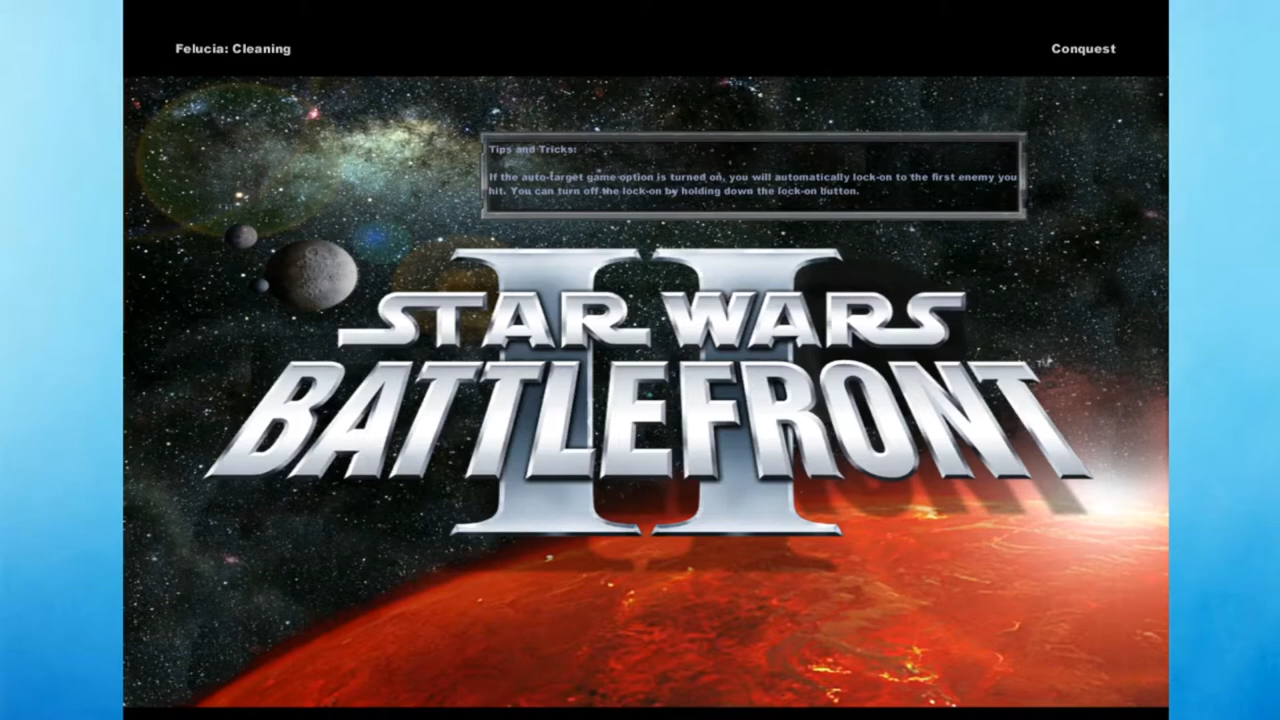 Felucia: Cleaning
Conquest
Tips and Tricks:
If the auto-target game option is turned on, you will automatically lock-on to the first enemy you
hit. You can turn off the lock-on by holding down the lock-on button.
II
STAR WARS
BATTLEFRONT
TM